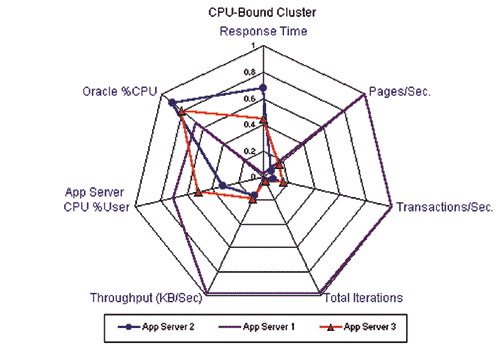 CPU-Bound Cluster
Response Time
1
0.8
0.6
0.4
0.2
0
Oracle %CPU
Pages/Sec.
App Server
CPU %User
Transactions/Sec.
Throughput (KB/Sec)
Total Iterations
App Server 2
App Server 1
App Server 3